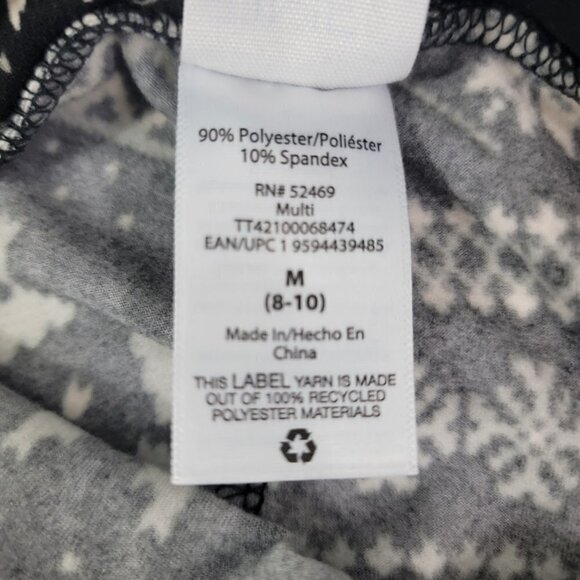 90% Polyester/Poliéster
10% Spandex
RN# 52469
Multi
TT42100068474
EAN/UPC 1 9594439485
M
(8-10)
Made In/Hecho En
China
THIS LABEL YARN IS MADE
OUT OF 100% RECYCLED
POLYESTER MATERIALS